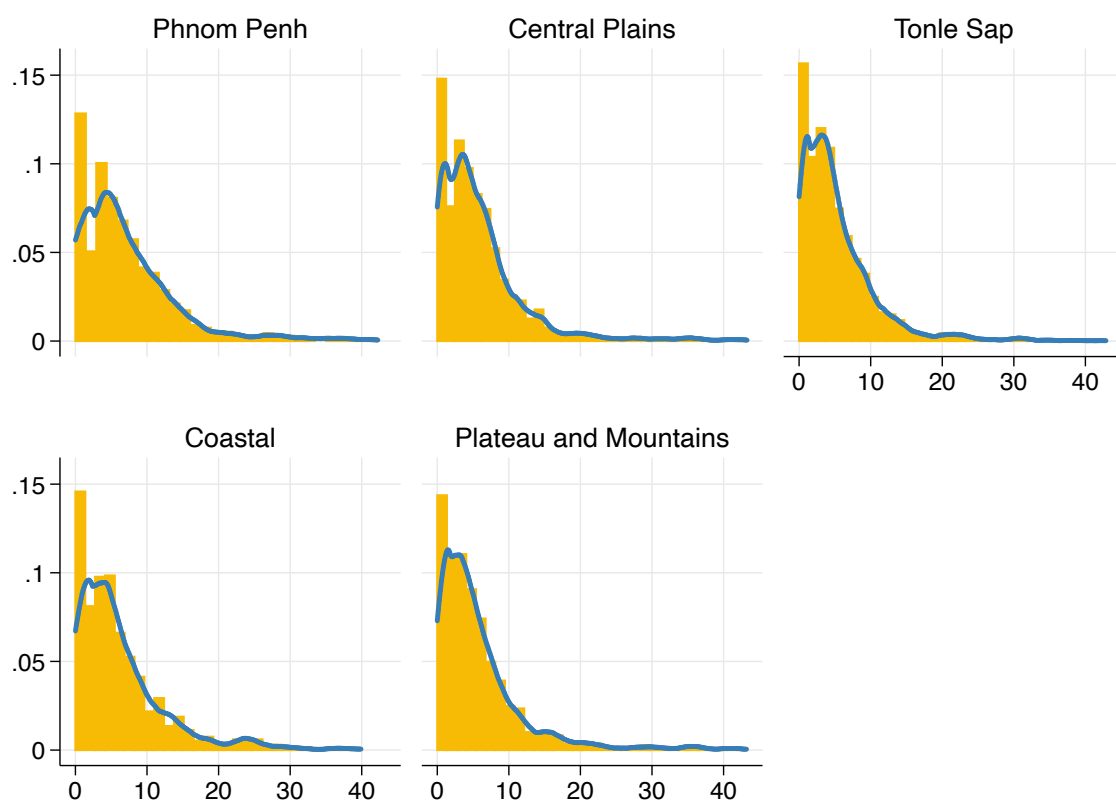 Phnom Penh
Central Plains
Tonle Sap
.15
.1
.05
0
0 10 20 30 40
Coastal
Plateau and Mountains
.15
.1
.05
0
0 10 20 30 40
0 10 20 30 40